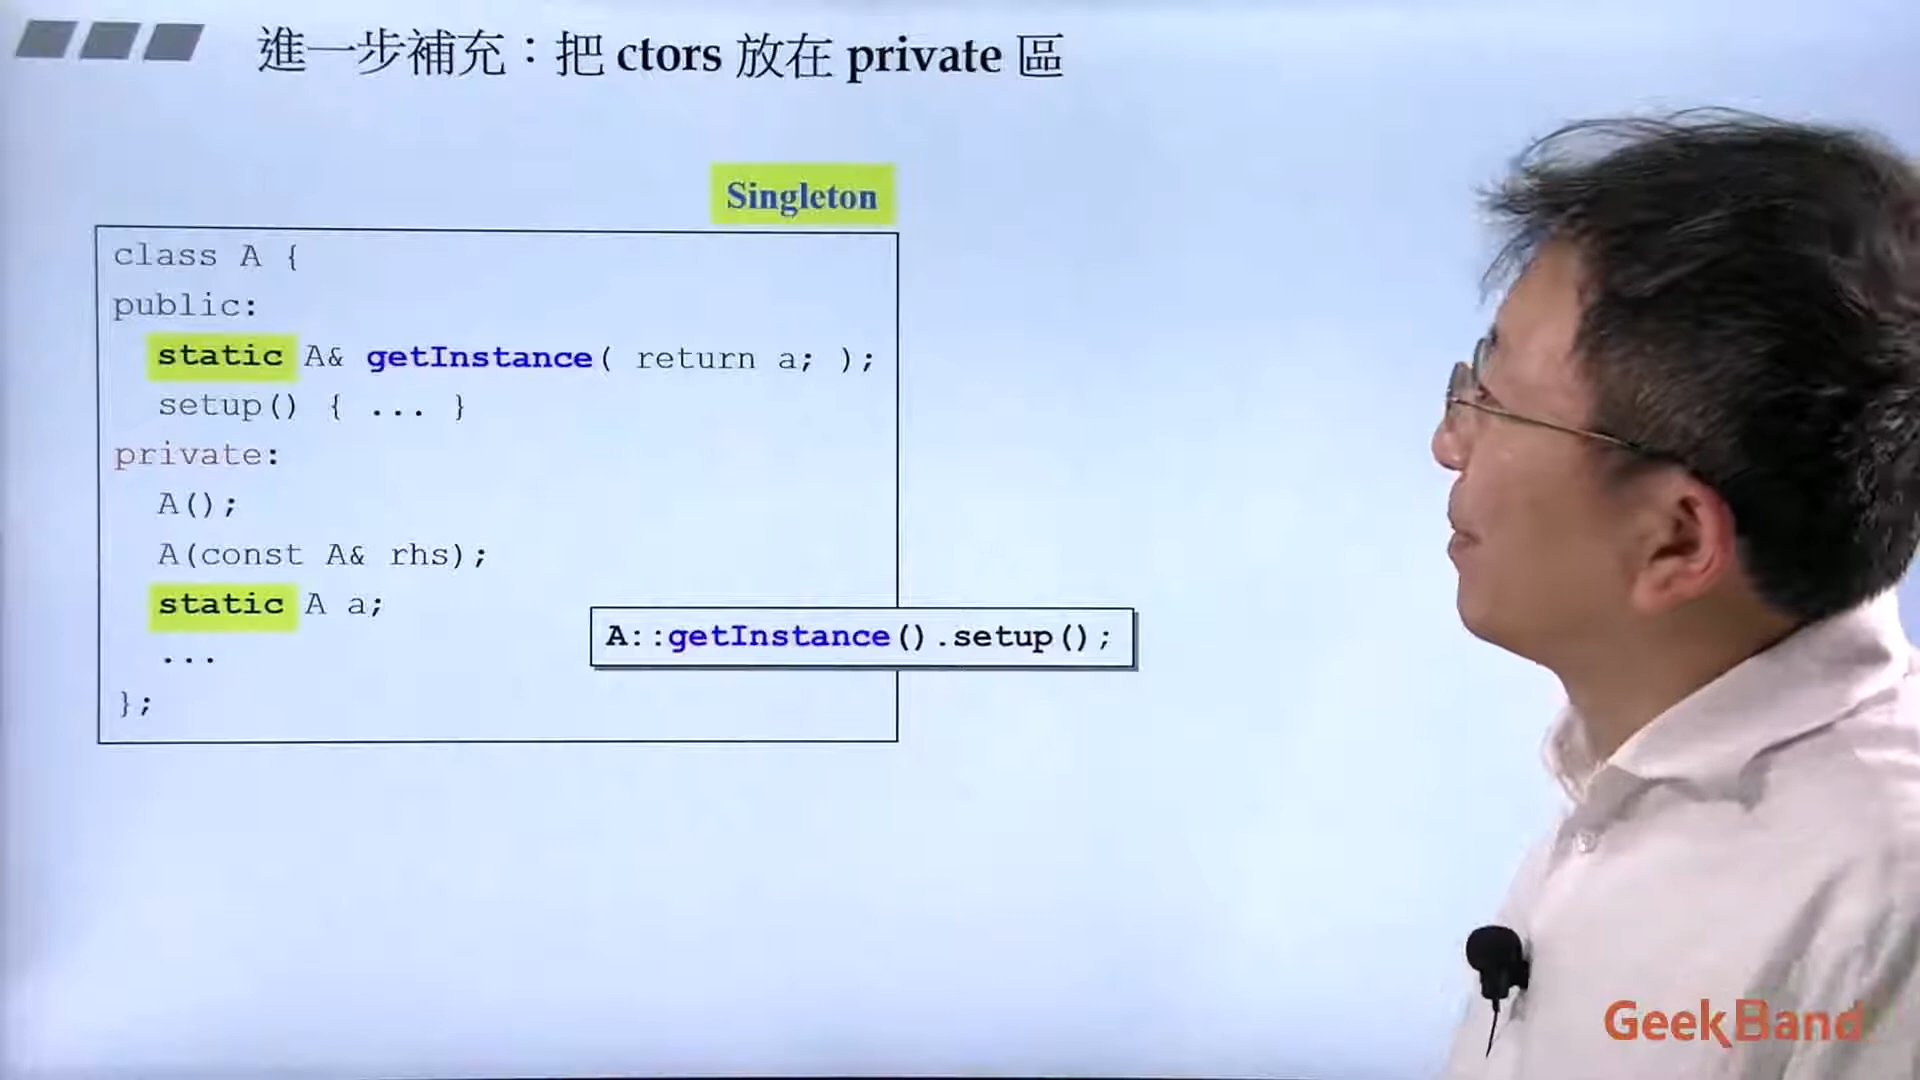 進一步補充：把 ctors 放在 private 區
Singleton
class A {
public:
static A& getInstance( return a; );
setup() { ... }
private:
A();
A(const A& rhs);
static A a;
...
};
A::getInstance().setup();
GeekBand